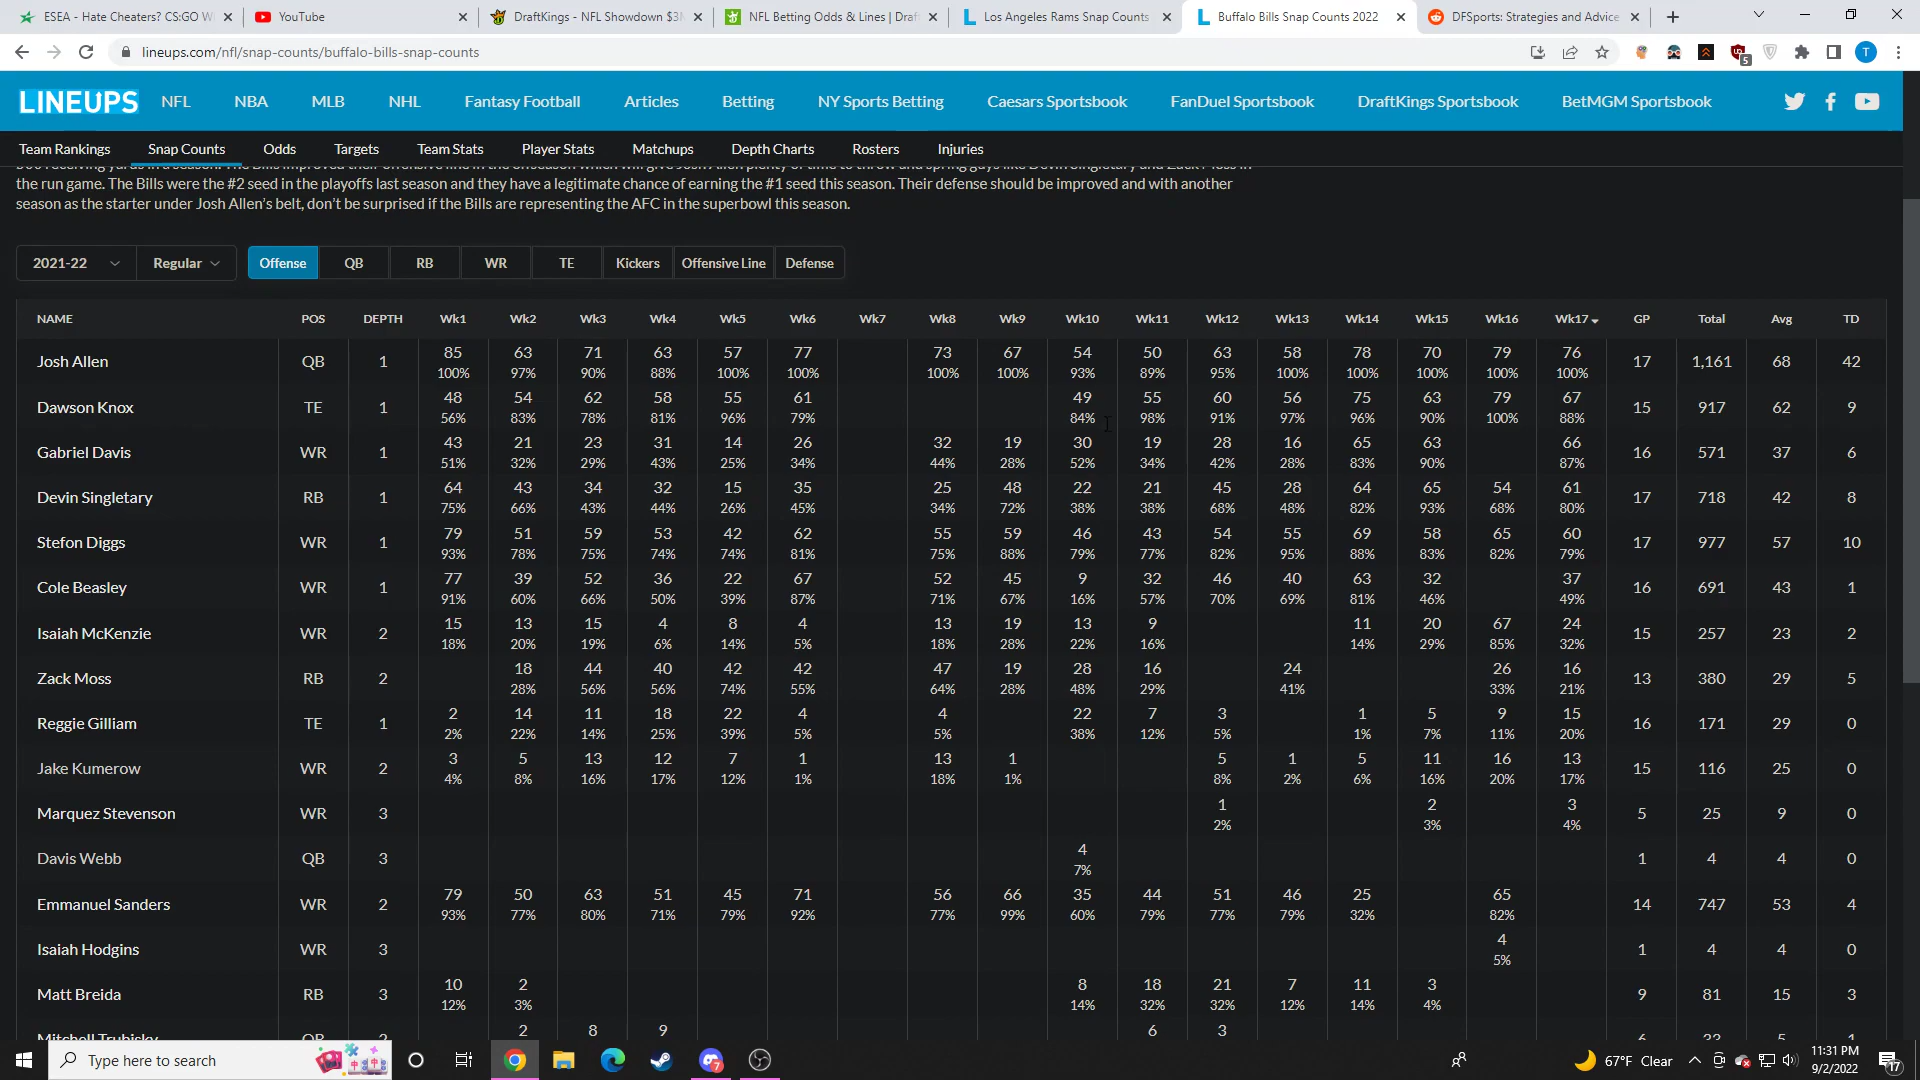 ESEA - Hate Cheaters? CS:GO W
YouTube
DraftKings - NFL Showdown $3
NFL Betting Odds & Lines | Draf
Los Angeles Rams Snap Counts
Buffalo Bills Snap Counts 2022
DFSports: Strategies and Advice
lineups.com/nfl/snap-counts/buffalo-bills-snap-counts
5
T
LINEUPS NFL NBA MLB NHL Fantasy Football Articles Betting NY Sports Betting Caesars Sportsbook FanDuel Sportsbook DraftKings Sportsbook BetMGM Sportsbook
Team Rankings Snap Counts Odds Targets Team Stats Player Stats Matchups Depth Charts Rosters Injuries
the run game. The Bills were the #2 seed in the playoffs last season and they have a legitimate chance of earning the #1 seed this season. Their defense should be improved and with another
season as the starter under Josh Allen's belt, don't be surprised if the Bills are representing the AFC in the superbowl this season.
2021-22 Regular Offense QB RB WR TE Kickers Offensive Line Defense
NAME POS DEPTH Wk1 Wk2 Wk3 Wk4 Wk5 Wk6 Wk7 Wk8 Wk9 Wk10 Wk11 Wk12 Wk13 Wk14 Wk15 Wk16 Wk17 GP Total Avg TD
85 63 71 63 57 77 73 67 54 50 63 58 78 70 79 76
Josh Allen QB 1 17 1,161 68 42
100% 97% 90% 88% 100% 100% 100% 100% 93% 89% 95% 100% 100% 100% 100% 100%
48 54 62 58 55 61 49 55 60 56 75 63 79 67
Dawson Knox TE 1 15 917 62 9
56% 83% 78% 81% 96% 79% 84% 98% 91% 97% 96% 90% 100% 88%
43 21 23 31 14 26 32 19 30 19 28 16 65 63 66
Gabriel Davis WR 1 16 571 37 6
51% 32% 29% 43% 25% 34% 44% 28% 52% 34% 42% 28% 83% 90% 87%
64 43 34 32 15 35 25 48 22 21 45 28 64 65 54 61
Devin Singletary RB 1 17 718 42 8
75% 66% 43% 44% 26% 45% 34% 72% 38% 38% 68% 48% 82% 93% 68% 80%
79 51 59 53 42 62 55 59 46 43 54 55 69 58 65 60
Stefon Diggs WR 1 17 977 57 10
93% 78% 75% 74% 74% 81% 75% 88% 79% 77% 82% 95% 88% 83% 82% 79%
77 39 52 36 22 67 52 45 9 32 46 40 63 32 37
Cole Beasley WR 1 16 691 43 1
91% 60% 66% 50% 39% 87% 71% 67% 16% 57% 70% 69% 81% 46% 49%
15 13 15 4 8 4 13 19 13 9 11 20 67 24
Isaiah McKenzie WR 2 15 257 23 2
18% 20% 19% 6% 14% 5% 18% 28% 22% 16% 14% 29% 85% 32%
18 44 40 42 42 47 19 28 16 24 26 16
Zack Moss RB 2 13 380 29 5
28% 56% 56% 74% 55% 64% 28% 48% 29% 41% 33% 21%
2 14 11 18 22 4 4 22 7 3 1 5 9 15
Reggie Gilliam TE 1 16 171 29 0
2% 22% 14% 25% 39% 5% 5% 38% 12% 5% 1% 7% 11% 20%
3 5 13 12 7 1 13 1 5 1 5 11 16 13
Jake Kumerow WR 2 15 116 25 0
4% 8% 16% 17% 12% 1% 18% 1% 8% 2% 6% 16% 20% 17%
1 2 3
Marquez Stevenson WR 3 5 25 9 0
2% 3% 4%
4
Davis Webb QB 3 1 4 4 0
7%
79 50 63 51 45 71 56 66 35 44 51 46 25 65
Emmanuel Sanders WR 2 14 747 53 4
93% 77% 80% 71% 79% 92% 77% 99% 60% 79% 77% 79% 32% 82%
4
Isaiah Hodgins WR 3 1 4 4 0
5%
10 2 8 18 21 7 11 3
Matt Breida RB 3 9 81 15 3
12% 3% 14% 32% 32% 12% 14% 4%
2 8 9 6 3
Mitchell Trubisky QB
Type here to search
7
67°F Clear
11:31 PM
9/2/2022
17